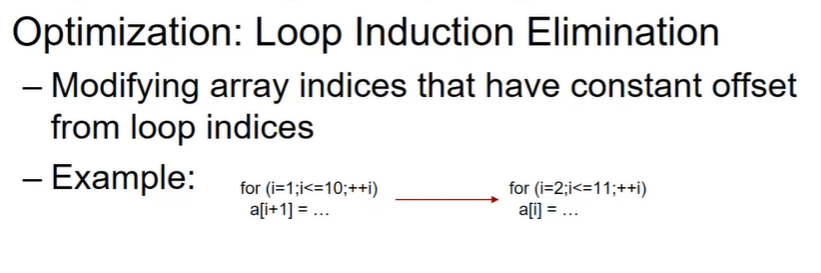 Optimization: Loop Induction Elimination
– Modifying array indices that have constant offset
from loop indices
– Example:
for (i=1;i<=10;++i)
a[i+1] = …
for (i=2;i<=11;++i)
a[i] = …